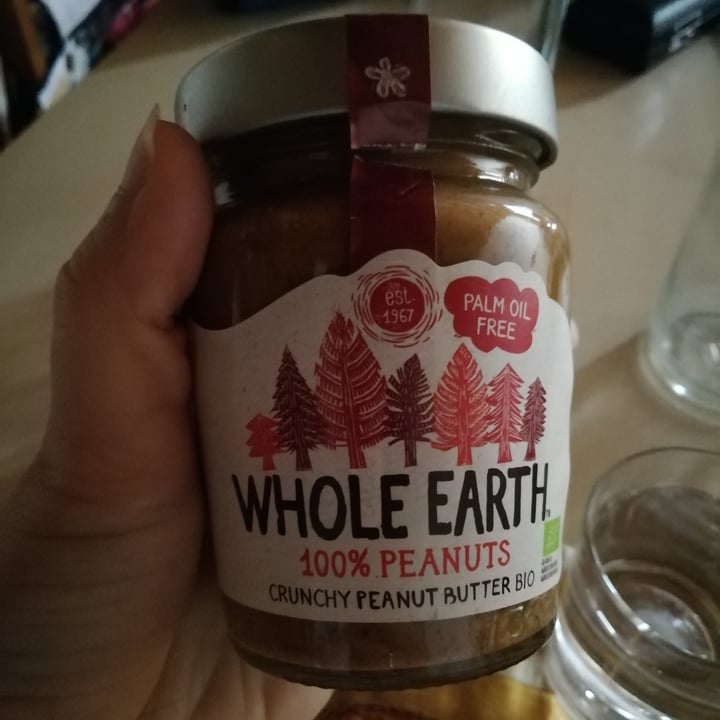 est.
1967
PALM OIL
FREE
WHOLE EARTH
100% PEANUTS
CRUNCHY PEANUT BUTTER BIO